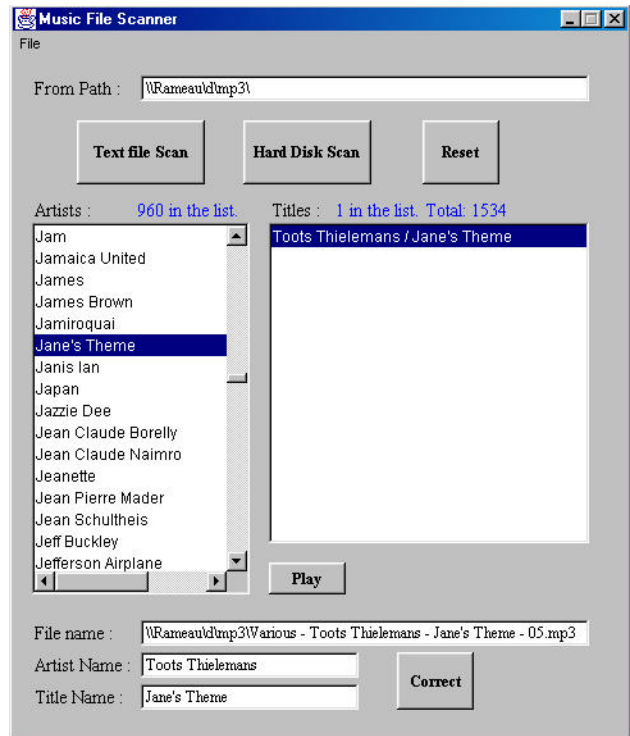 Music File Scanner
File
From Path : \\Rameau\d\mp3\
Text file Scan Hard Disk Scan Reset
Artists : 960 in the list. Titles : 1 in the list. Total: 1534
Jam
Jamaica United
James
James Brown
Jamiroquai
Jane's Theme
Janis Ian
Japan
Jazzie Dee
Jean Claude Borelly
Jean Claude Naimro
Jeanette
Jean Pierre Mader
Jean Schultheis
Jeff Buckley
Jefferson Airplane
Toots Thielemans / Jane's Theme
Play
File name : \\Rameau\d\mp3\Various - Toots Thielemans - Jane's Theme - 05.mp3
Artist Name : Toots Thielemans
Title Name : Jane's Theme
Correct